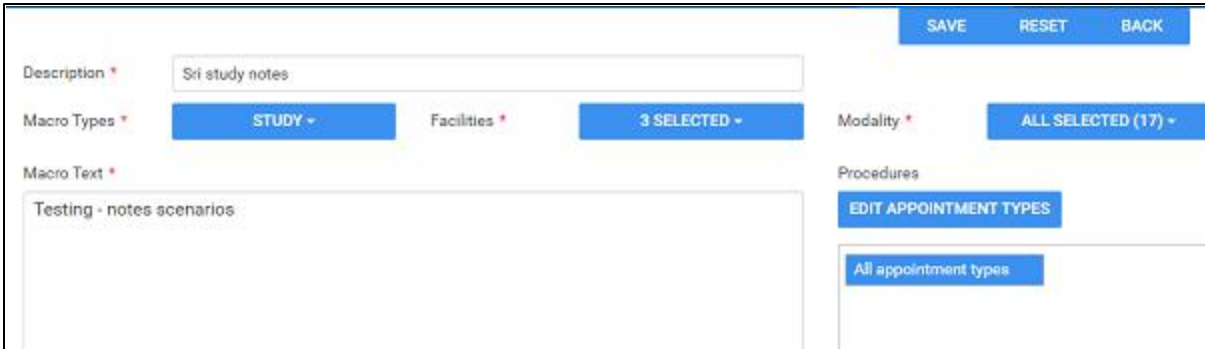 SAVE RESET BACK
Description * Sri study notes
Macro Types * STUDY Facilities * 3 SELECTED Modality * ALL SELECTED (17)
Macro Text * Procedures
Testing - notes scenarios EDIT APPOINTMENT TYPES
All appointment types